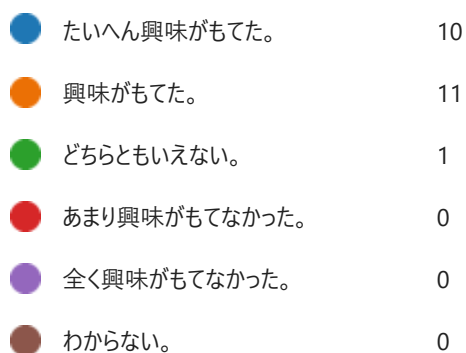 たいへん興味がもてた。 10
興味がもてた。 11
どちらともいえない。 1
あまり興味がもてなかった。 0
全く興味がもてなかった。 0
わからない。 0